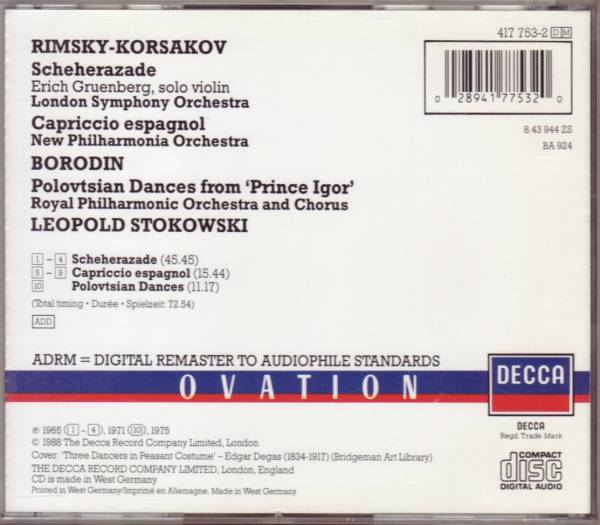 RIMSKY-KORSAKOV
417 753-2 DM
Scheherazade
Erich Gruenberg, solo violin
London Symphony Orchestra
Capriccio espagnol
New Philharmonia Orchestra
0 28941 77532 0
8.43 944 ZS
BA 924
BORODIN
Polovtsian Dances from ‘Prince Igor’
Royal Philharmonic Orchestra and Chorus
LEOPOLD STOKOWSKI
1 – 4 Scheherazade (45.45)
5 – 9 Capriccio espagnol (15.44)
10 Polovtsian Dances (11.17)
(Total timing • Durée • Spielzeit: 72.54)
ADD
ADRM = DIGITAL REMASTER TO AUDIOPHILE STANDARDS
OVATION
DECCA
DECCA
Regd. Trade Mark
℗ 1965 (1 – 4), 1971 (10), 1975
© 1988 The Decca Record Company Limited, London
Cover: ‘Three Dancers in Peasant Costume’ – Edgar Degas (1834-1917) (Bridgeman Art Library)
THE DECCA RECORD COMPANY LIMITED, London, England
CD is made in West Germany
Printed in West Germany/Imprimé en Allemagne. Made in West Germany
COMPACT
disc
DIGITAL AUDIO